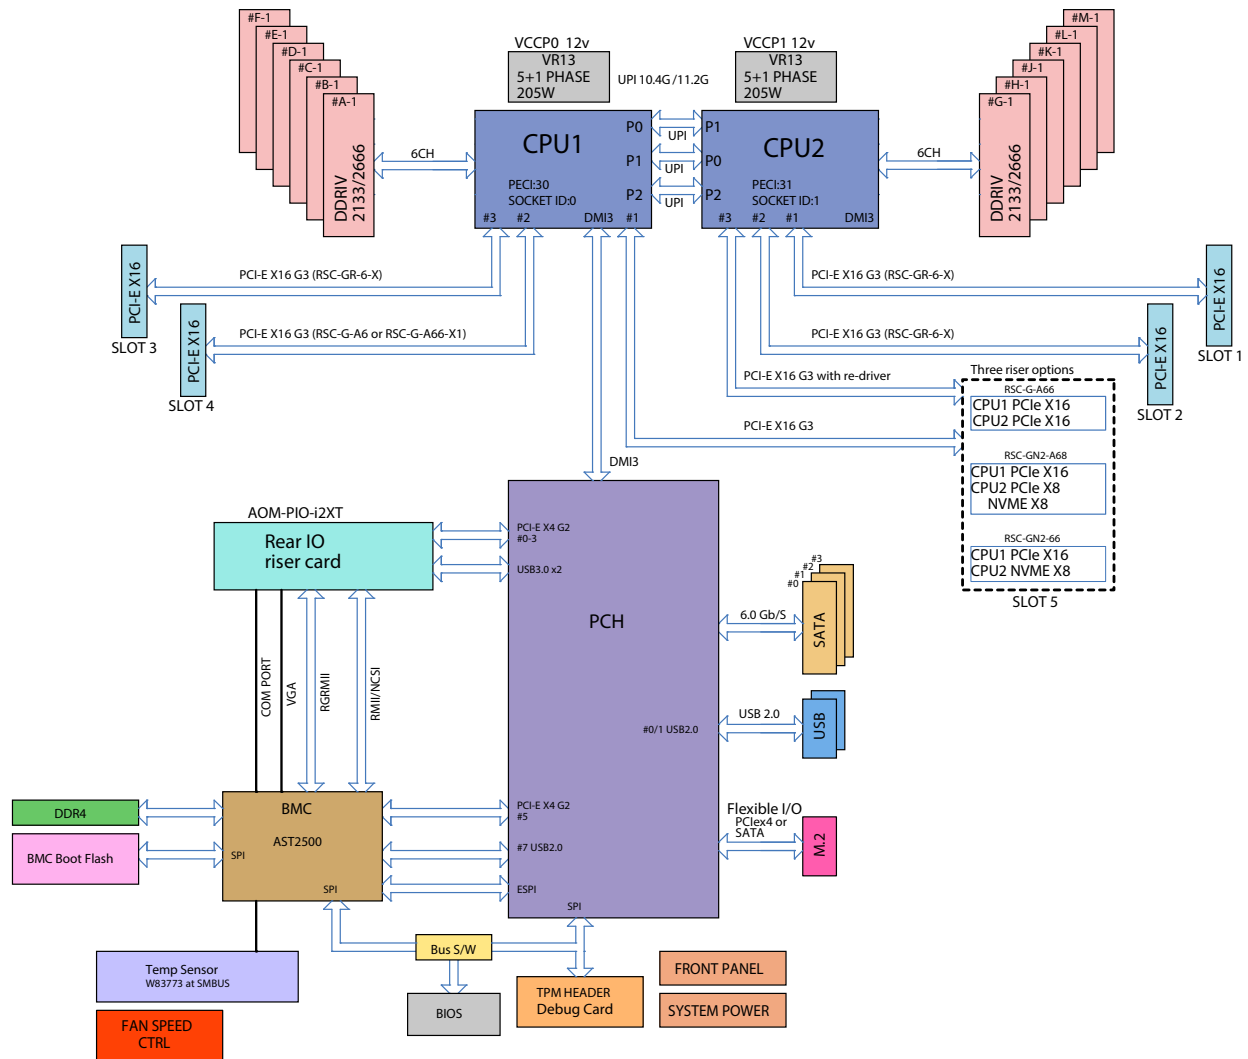 #F-1
#E-1
#D-1
#C-1
#B-1
#A-1
DDRIV
2133/2666
6CH
VCCP0 12v
VR13
5+1 PHASE
205W
UPI 10.4G /11.2G
VCCP1 12v
VR13
5+1 PHASE
205W
#M-1
#L-1
#K-1
#J-1
#H-1
#G-1
DDRIV
2133/2666
6CH
CPU1
P0
P1
P2
PECI:30
SOCKET ID:0
#3
#2
DMI3
#1
UPI
UPI
UPI
CPU2
P1
P0
P2
PECI:31
SOCKET ID:1
#3
#2
#1
DMI3
PCI-E X16
SLOT 3
PCI-E X16 G3 (RSC-GR-6-X)
PCI-E X16
SLOT 4
PCI-E X16 G3 (RSC-G-A6 or RSC-G-A66-X1)
PCI-E X16 G3 (RSC-GR-6-X)
PCI-E X16
SLOT 1
PCI-E X16 G3 (RSC-GR-6-X)
PCI-E X16
SLOT 2
PCI-E X16 G3 with re-driver
PCI-E X16 G3
Three riser options
RSC-G-A66
CPU1 PCIe X16
CPU2 PCIe X16
RSC-GN2-A68
CPU1 PCIe X16
CPU2 PCIe X8
NVME X8
RSC-GN2-66
CPU1 PCIe X16
CPU2 NVME X8
SLOT 5
DMI3
AOM-PIO-i2XT
Rear IO
riser card
PCI-E X4 G2
#0-3
USB3.0 x2
PCH
6.0 Gb/S
#0
#1
#2
#3
SATA
COM PORT
VGA
RGRMII
RMII/NCSI
#0/1 USB2.0
USB 2.0
USB
DDR4
BMC Boot Flash
BMC
AST2500
SPI
SPI
PCI-E X4 G2
#5
#7 USB2.0
ESPI
SPI
Flexible I/O
PCIex4 or
SATA
M.2
Bus S/W
BIOS
TPM HEADER
Debug Card
FRONT PANEL
SYSTEM POWER
Temp Sensor
W83773 at SMBUS
FAN SPEED
CTRL